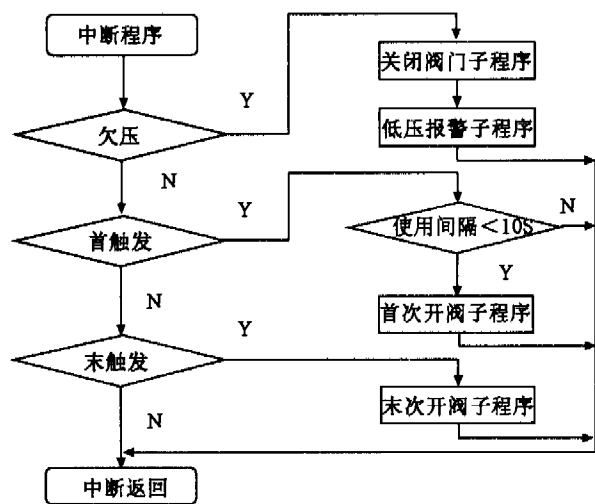 中断程序
关闭阀门子程序
Y
欠压
低压报警子程序
N
Y
N
首触发
使用间隔<10S
Y
N
首次开阀子程序
Y
末触发
末次开阀子程序
N
中断返回